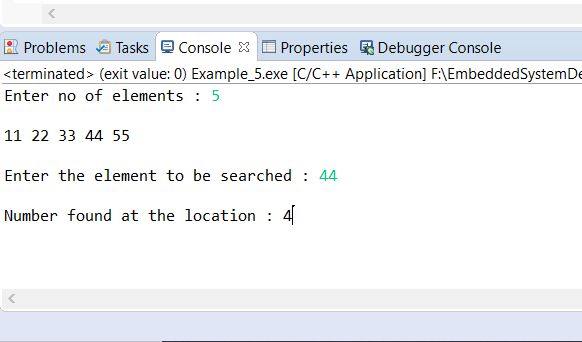 Problems Tasks Console Properties Debugger Console
<terminated> (exit value: 0) Example_5.exe [C/C++ Application] F:\EmbeddedSystemDe
Enter no of elements : 5
11 22 33 44 55
Enter the element to be searched : 44
Number found at the location : 4